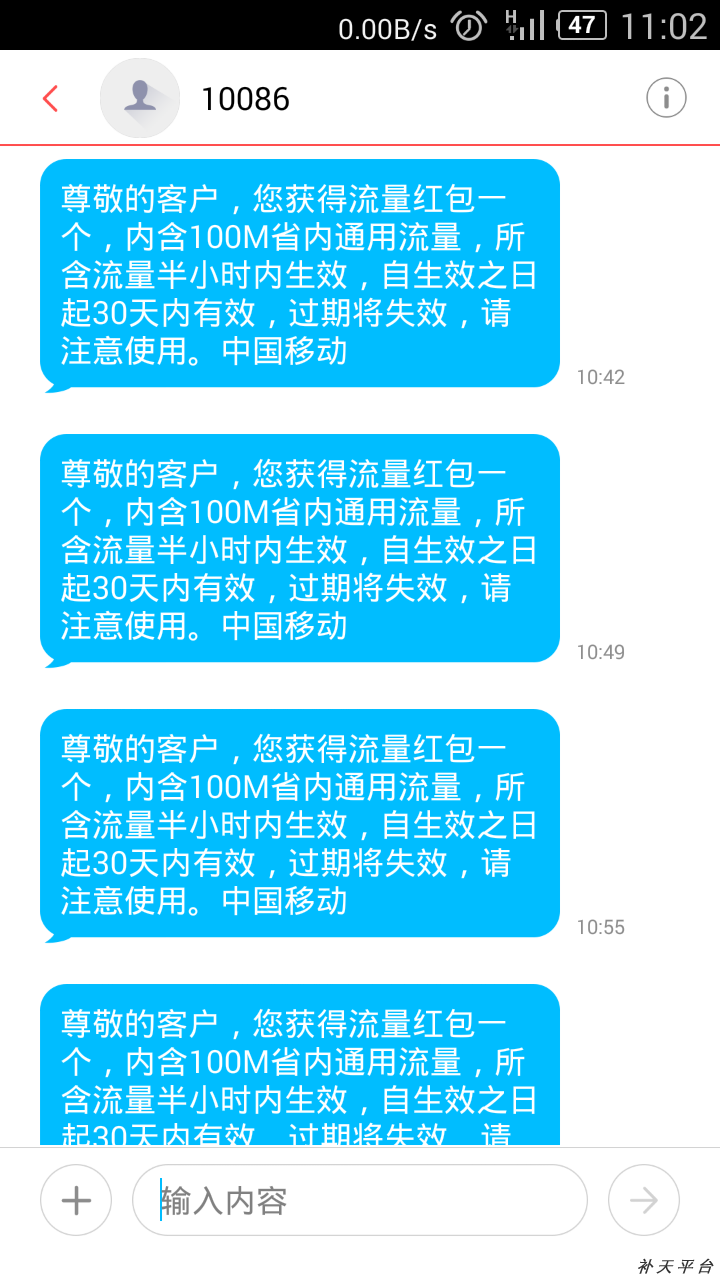 0.00B/s H 47 11:02
10086
尊敬的客户，您获得流量红包一
个，内含100M省内通用流量，所
含流量半小时内生效，自生效之日
起30天内有效，过期将失效，请
注意使用。中国移动
10:42
尊敬的客户，您获得流量红包一
个，内含100M省内通用流量，所
含流量半小时内生效，自生效之日
起30天内有效，过期将失效，请
注意使用。中国移动
10:49
尊敬的客户，您获得流量红包一
个，内含100M省内通用流量，所
含流量半小时内生效，自生效之日
起30天内有效，过期将失效，请
注意使用。中国移动
10:55
尊敬的客户，您获得流量红包一
个，内含100M省内通用流量，所
含流量半小时内生效，自生效之日
起30天内有效，过期将失效，请
输入内容
补天平台